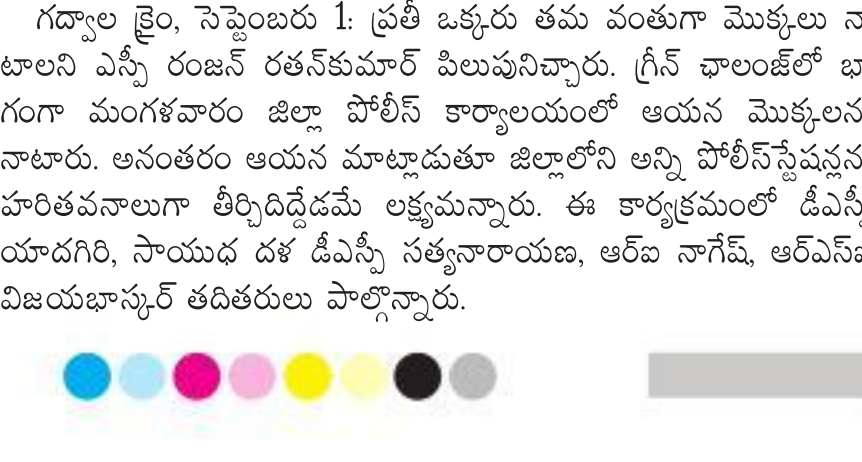 గద్వాల క్రైం, సెప్టెంబరు 1: ప్రతీ ఒక్కరు తమ వంతుగా మొక్కలు నా
టాలని ఎస్పీ రంజన్ రతన్‌కుమార్ పిలుపునిచ్చారు. గ్రీన్ ఛాలంజ్‌లో భా
గంగా మంగళవారం జిల్లా పోలీస్ కార్యాలయంలో ఆయన మొక్కలన
నాటారు. అనంతరం ఆయన మాట్లాడుతూ జిల్లాలోని అన్ని పోలీస్‌స్టేషన్లన
హరితవనాలుగా తీర్చిదిద్దేడమే లక్ష్యమన్నారు. ఈ కార్యక్రమంలో డీఎస్పీ
యాదగిరి, సాయుధ దళ డీఎస్పీ సత్యనారాయణ, ఆర్ఐ నాగేష్, ఆర్ఎస్ఐ
విజయభాస్కర్ తదితరులు పాల్గొన్నారు.